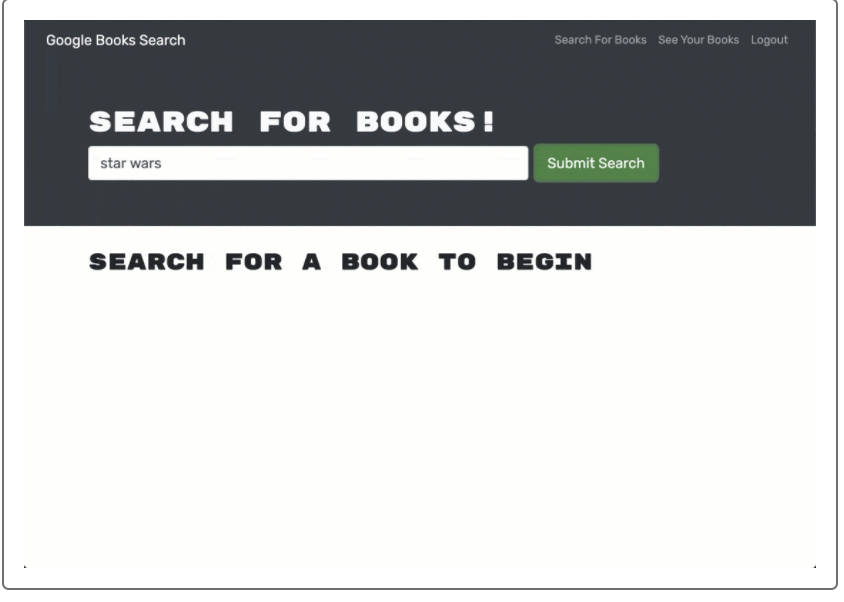 Google Books Search
Search For Books See Your Books Logout
SEARCH FOR BOOKS!
star wars
Submit Search
SEARCH FOR A BOOK TO BEGIN